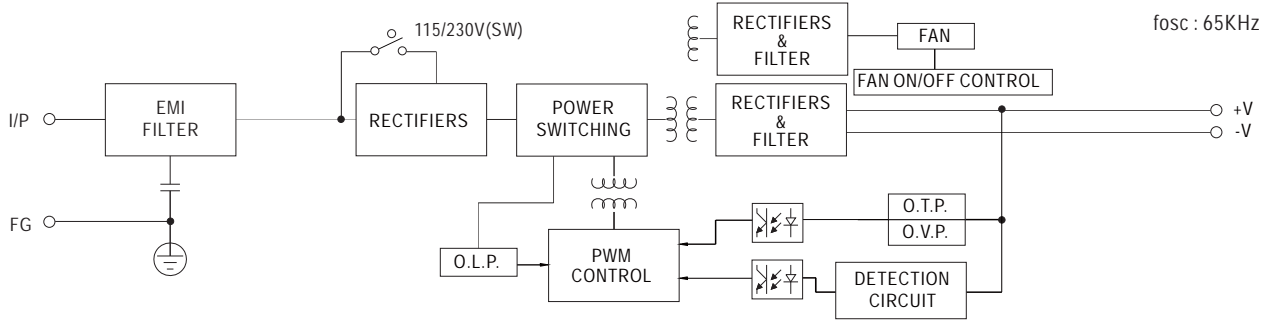 115/230V(SW)
RECTIFIERS
&
FILTER
FAN
fosc : 65KHz
FAN ON/OFF CONTROL
I/P
EMI
FILTER
RECTIFIERS
POWER
SWITCHING
RECTIFIERS
&
FILTER
+V
-V
FG
O.T.P.
O.V.P.
O.L.P.
PWM
CONTROL
DETECTION
CIRCUIT